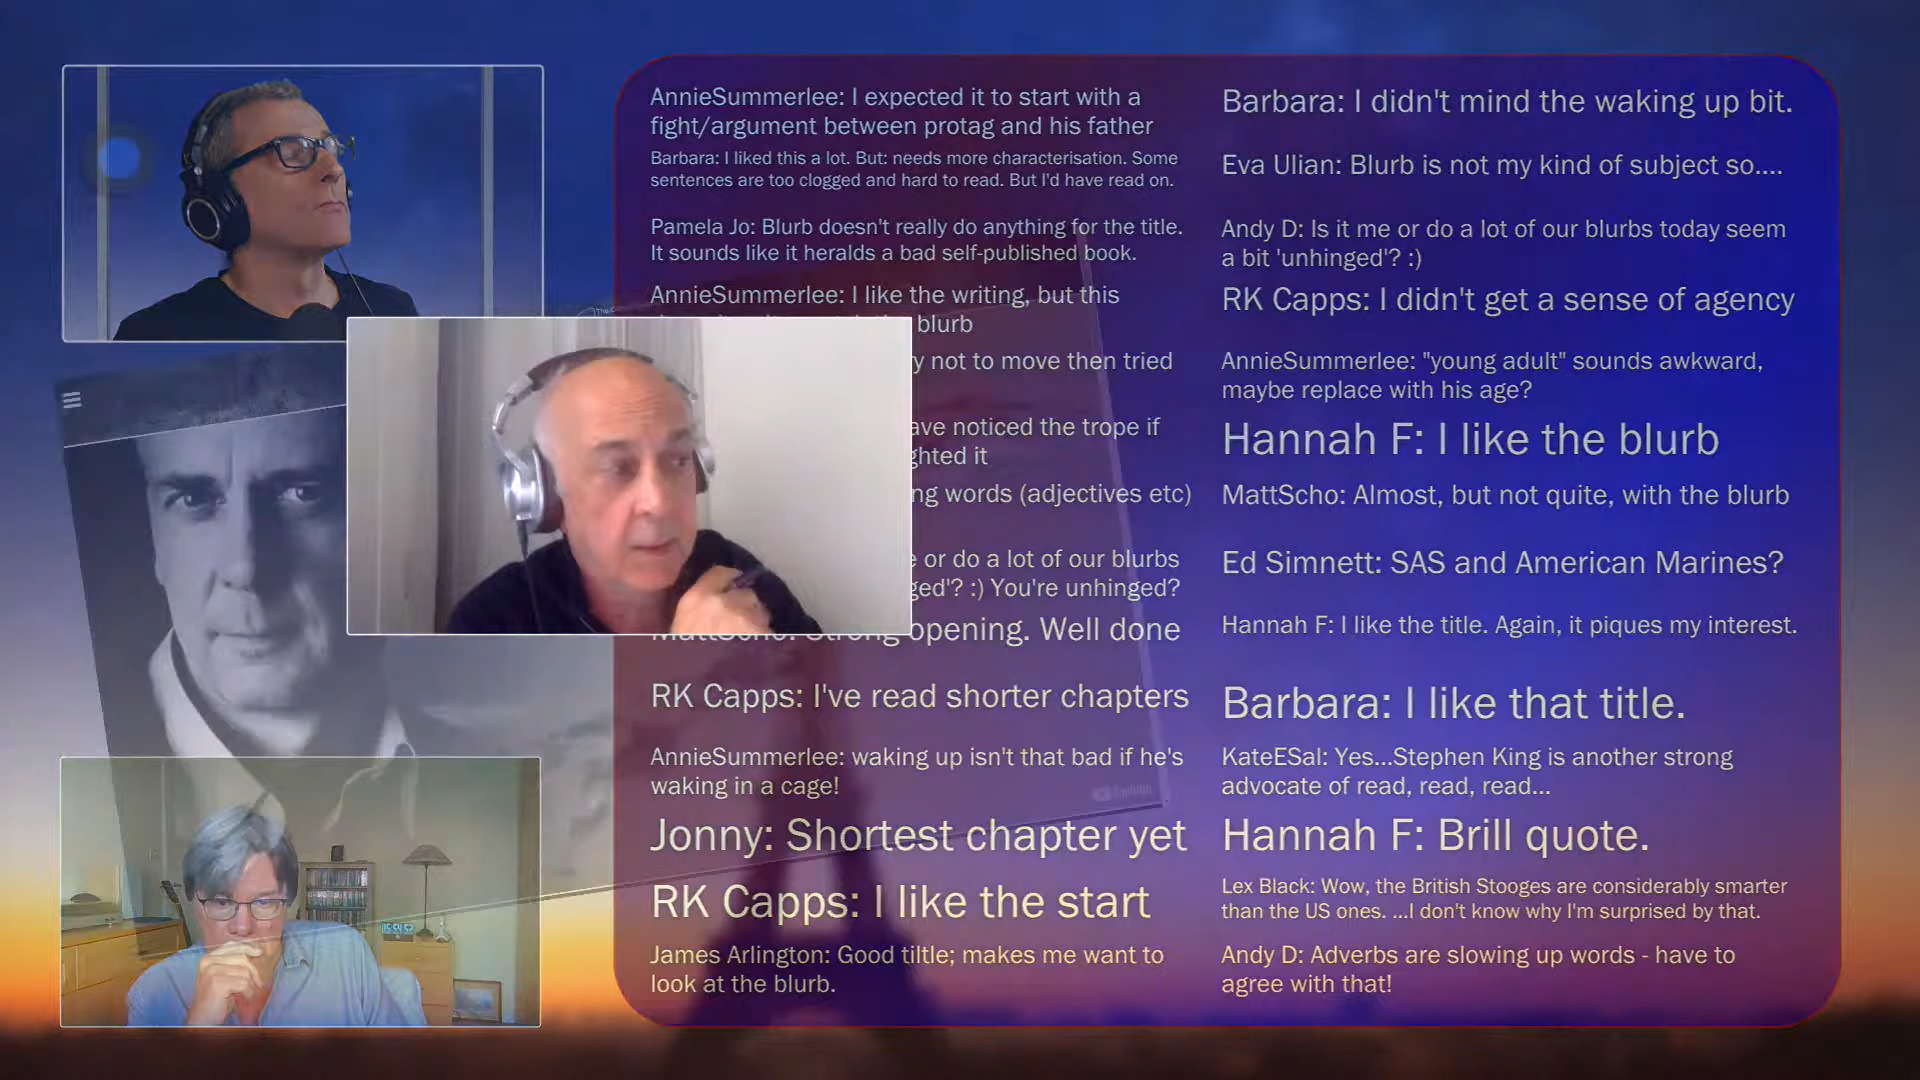 AnnieSummerlee: I expected it to start with a
fight/argument between protag and his father
Barbara: I liked this a lot. But: needs more characterisation. Some
sentences are too clogged and hard to read. But I'd have read on.
Pamela Jo: Blurb doesn't really do anything for the title.
It sounds like it heralds a bad self-published book.
AnnieSummerlee: I like the writing, but this
blurb
y not to move then tried
ave noticed the trope if
ghted it
ng words (adjectives etc)
or do a lot of our blurbs
ged'? :) You're unhinged?
MattScho: Strong opening. Well done
RK Capps: I've read shorter chapters
AnnieSummerlee: waking up isn't that bad if he's
waking in a cage!
Jonny: Shortest chapter yet
RK Capps: I like the start
James Arlington: Good tiltle; makes me want to
look at the blurb.
Barbara: I didn't mind the waking up bit.
Eva Ulian: Blurb is not my kind of subject so....
Andy D: Is it me or do a lot of our blurbs today seem
a bit 'unhinged'? :)
RK Capps: I didn't get a sense of agency
AnnieSummerlee: "young adult" sounds awkward,
maybe replace with his age?
Hannah F: I like the blurb
MattScho: Almost, but not quite, with the blurb
Ed Simnett: SAS and American Marines?
Hannah F: I like the title. Again, it piques my interest.
Barbara: I like that title.
KateESal: Yes...Stephen King is another strong
advocate of read, read, read...
Hannah F: Brill quote.
Lex Black: Wow, the British Stooges are considerably smarter
than the US ones. ...I don't know why I'm surprised by that.
Andy D: Adverbs are slowing up words - have to
agree with that!